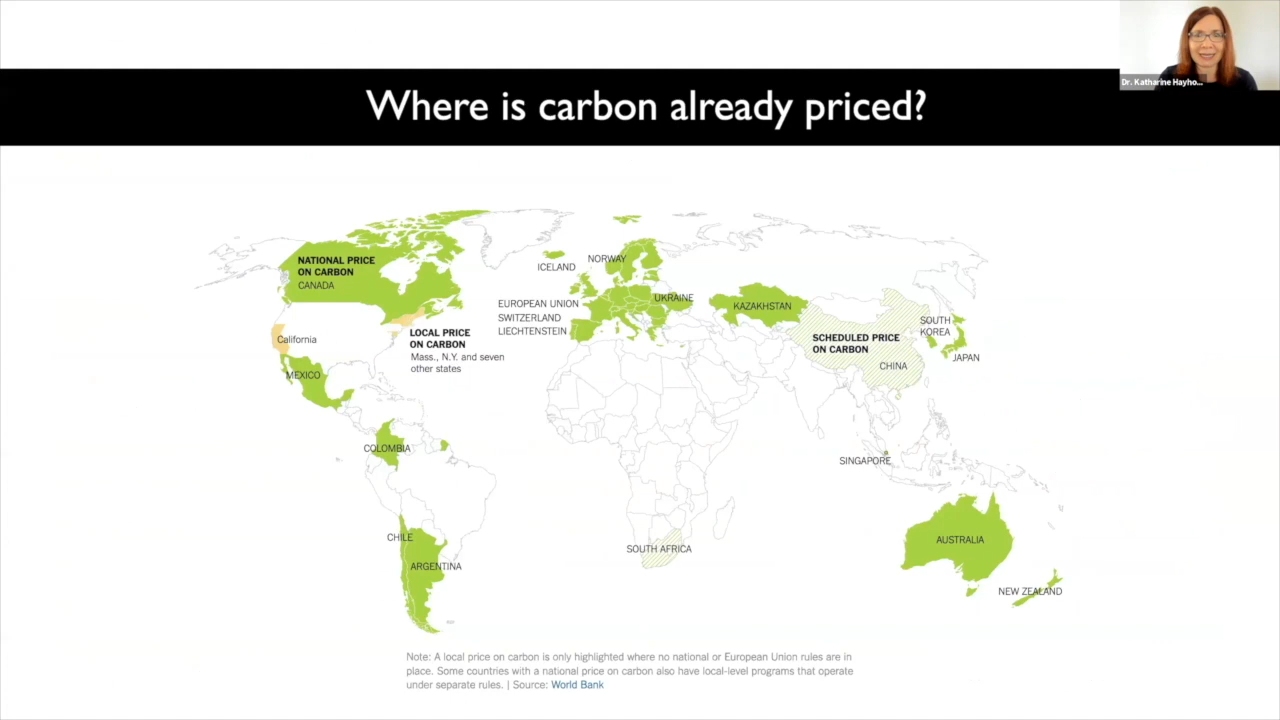 Dr. Katharine Hayho...
Where is carbon already priced?
NATIONAL PRICE
ON CARBON
CANADA
ICELAND
NORWAY
EUROPEAN UNION
SWITZERLAND
LIECHTENSTEIN
UKRAINE
KAZAKHSTAN
SOUTH
KOREA
JAPAN
SCHEDULED PRICE
ON CARBON
CHINA
California
LOCAL PRICE
ON CARBON
Mass., N.Y. and seven
other states
MEXICO
COLOMBIA
SINGAPORE
CHILE
ARGENTINA
SOUTH AFRICA
AUSTRALIA
NEW ZEALAND
Note: A local price on carbon is only highlighted where no national or European Union rules are in
place. Some countries with a national price on carbon also have local-level programs that operate
under separate rules. | Source: World Bank